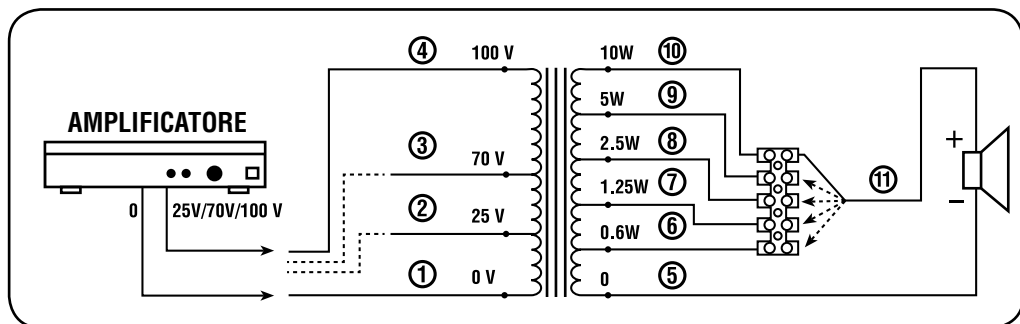 ④ 100 V
10W ⑩
AMPLIFICATORE
5W ⑨
③ 70 V
2.5W ⑧
⑪
+
−
1.25W ⑦
0 25V/70V/100 V
② 25 V
0.6W ⑥
① 0 V
0 ⑤